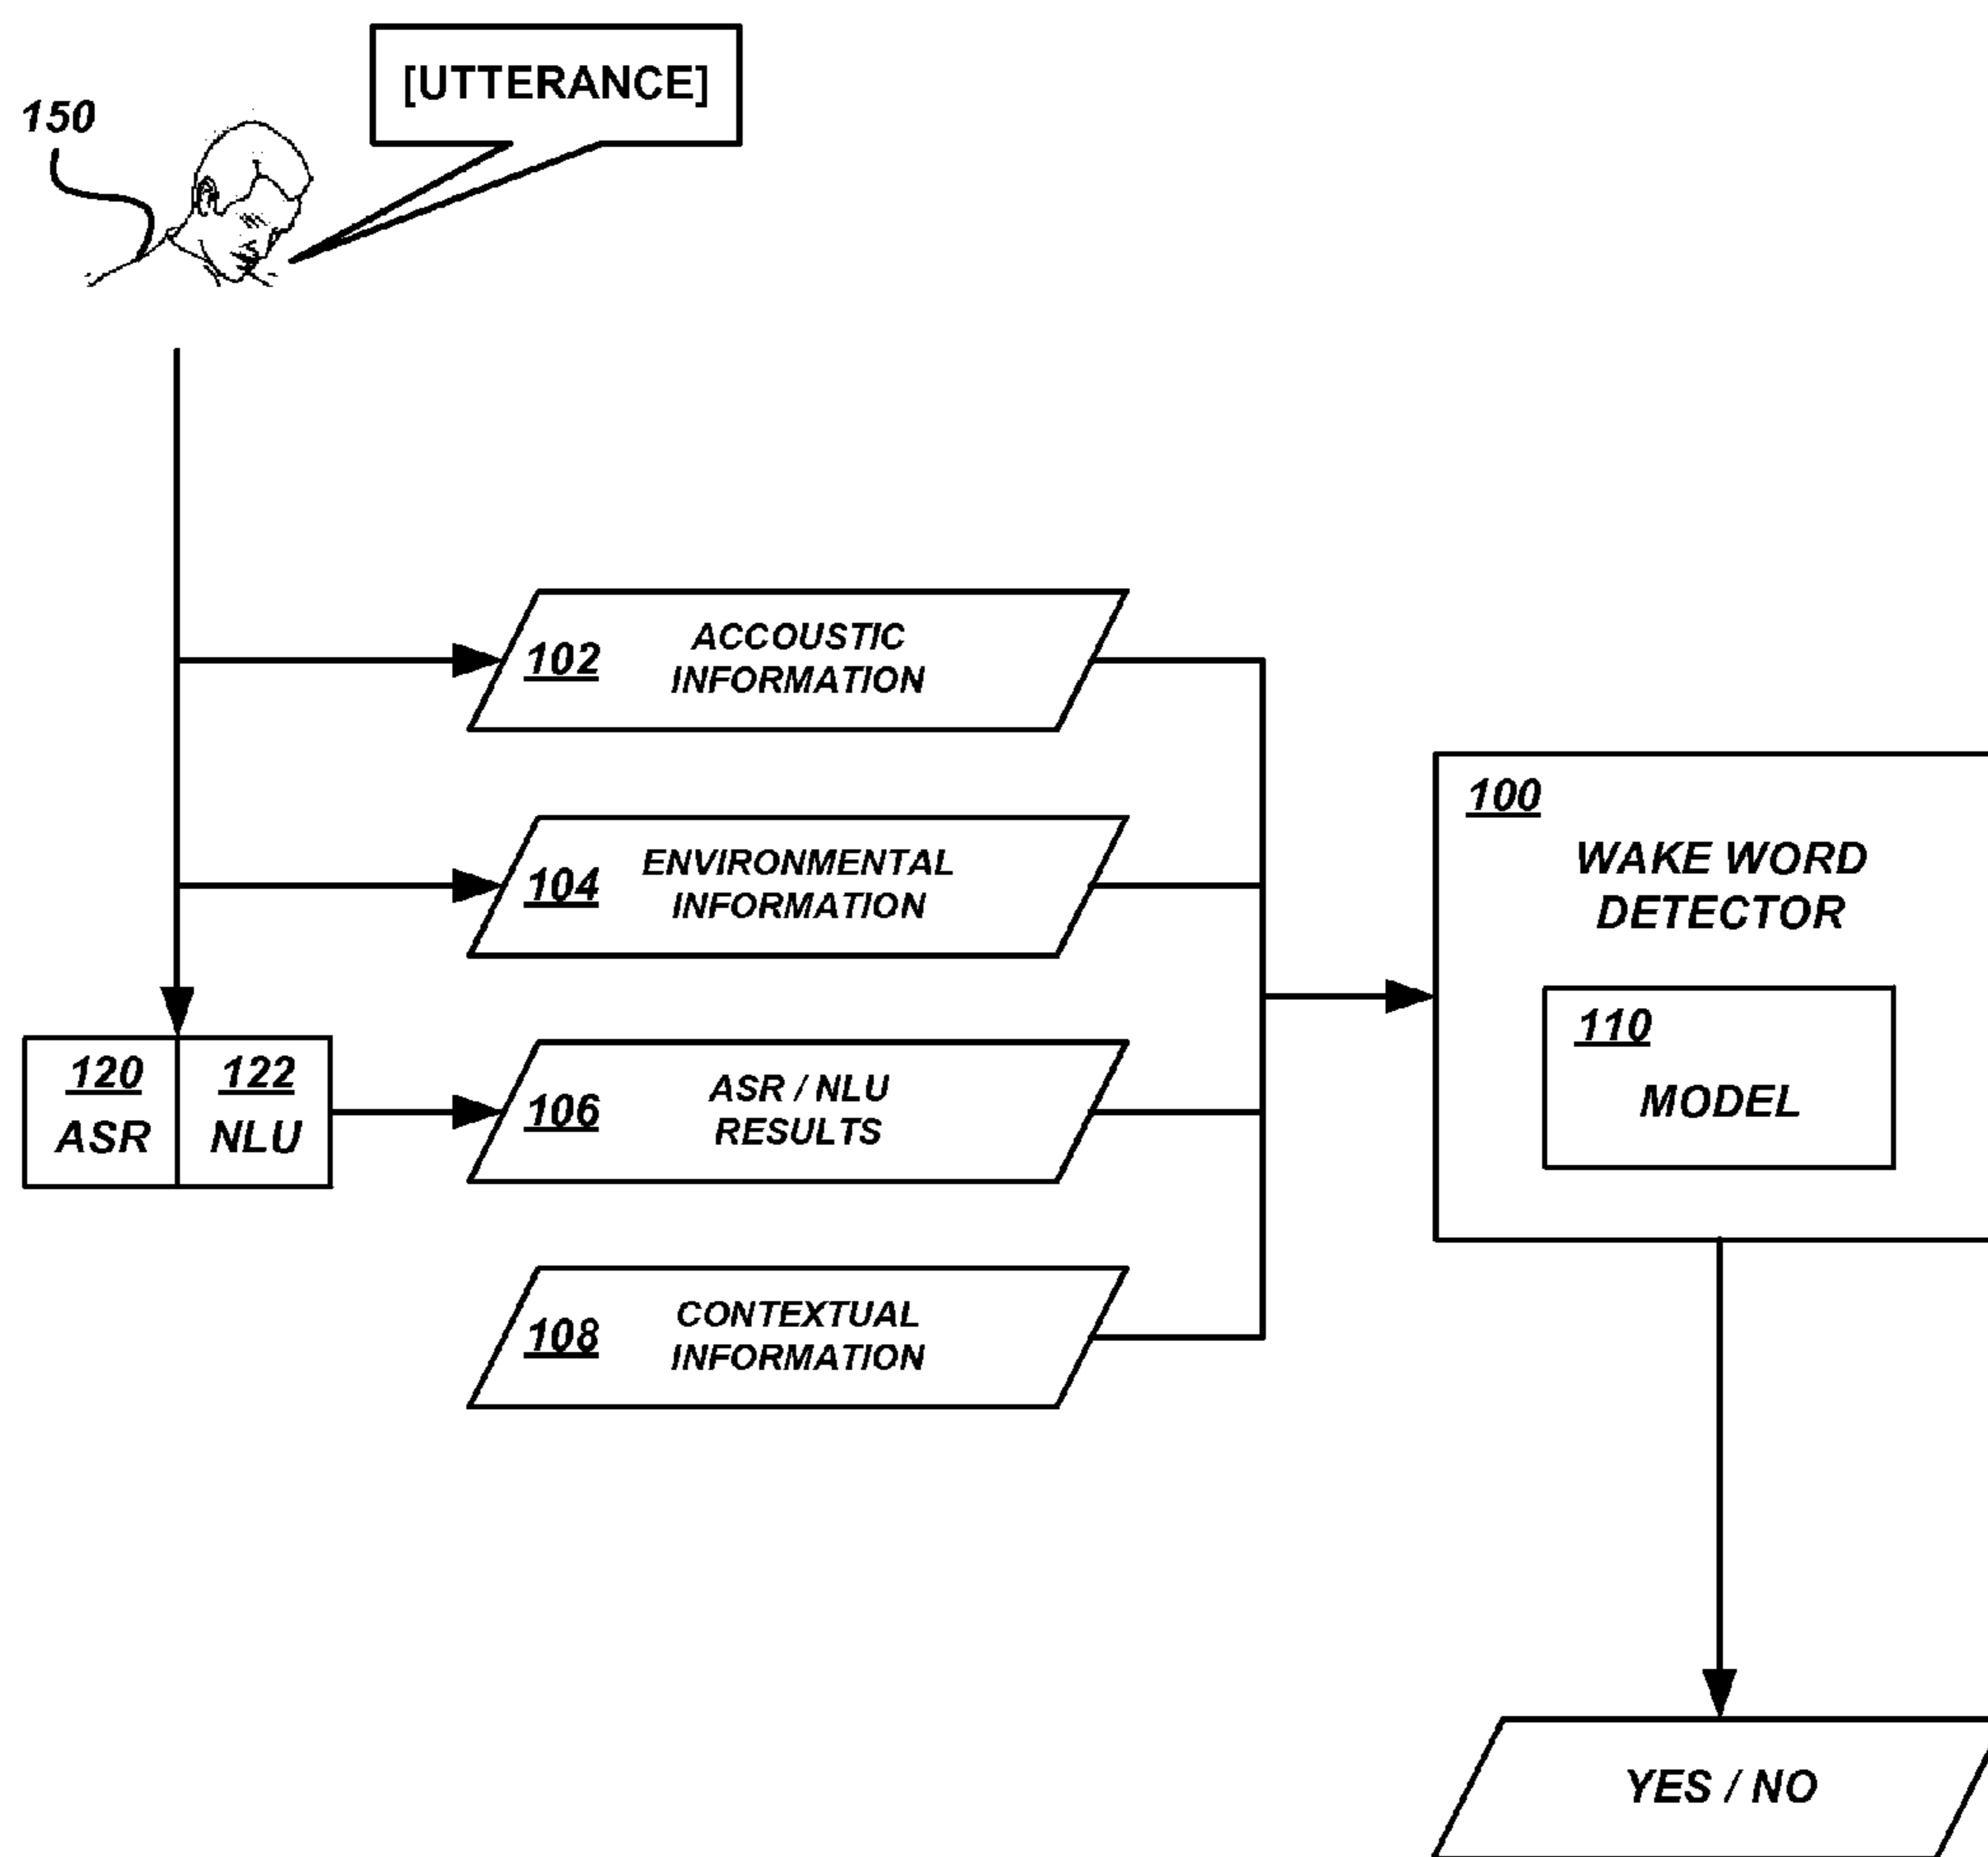 [UTTERANCE]
150
102
ACCOUSTIC
INFORMATION
104
ENVIRONMENTAL
INFORMATION
120
ASR
122
NLU
106
ASR / NLU
RESULTS
108
CONTEXTUAL
INFORMATION
100
WAKE WORD
DETECTOR
110
MODEL
YES / NO